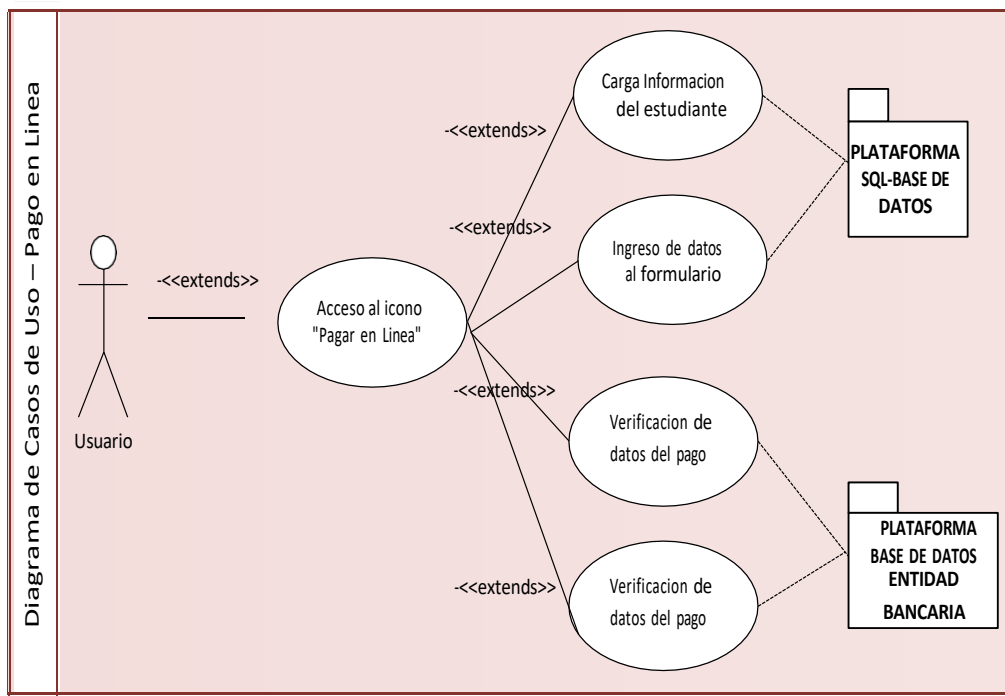 Diagrama de Casos de Uso – Pago en Linea
Usuario
-<<extends>>
Acceso al icono
"Pagar en Linea"
-<<extends>>
Carga Informacion
del estudiante
-<<extends>>
Ingreso de datos
al formulario
-<<extends>>
Verificacion de
datos del pago
-<<extends>>
Verificacion de
datos del pago
PLATAFORMA
SQL-BASE DE
DATOS
PLATAFORMA
BASE DE DATOS
ENTIDAD
BANCARIA